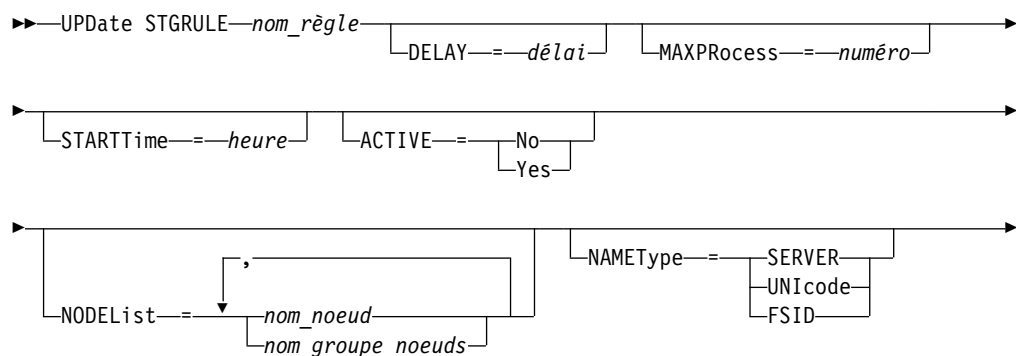 UPDate STGRULE nom_règle
DELAY = délai
MAXPRocess = numéro
STARTTime = heure
ACTIVE = No
Yes
,
NODEList = nom_noeud
nom_groupe_noeuds
NAMEType = SERVER
UNIcode
FSID